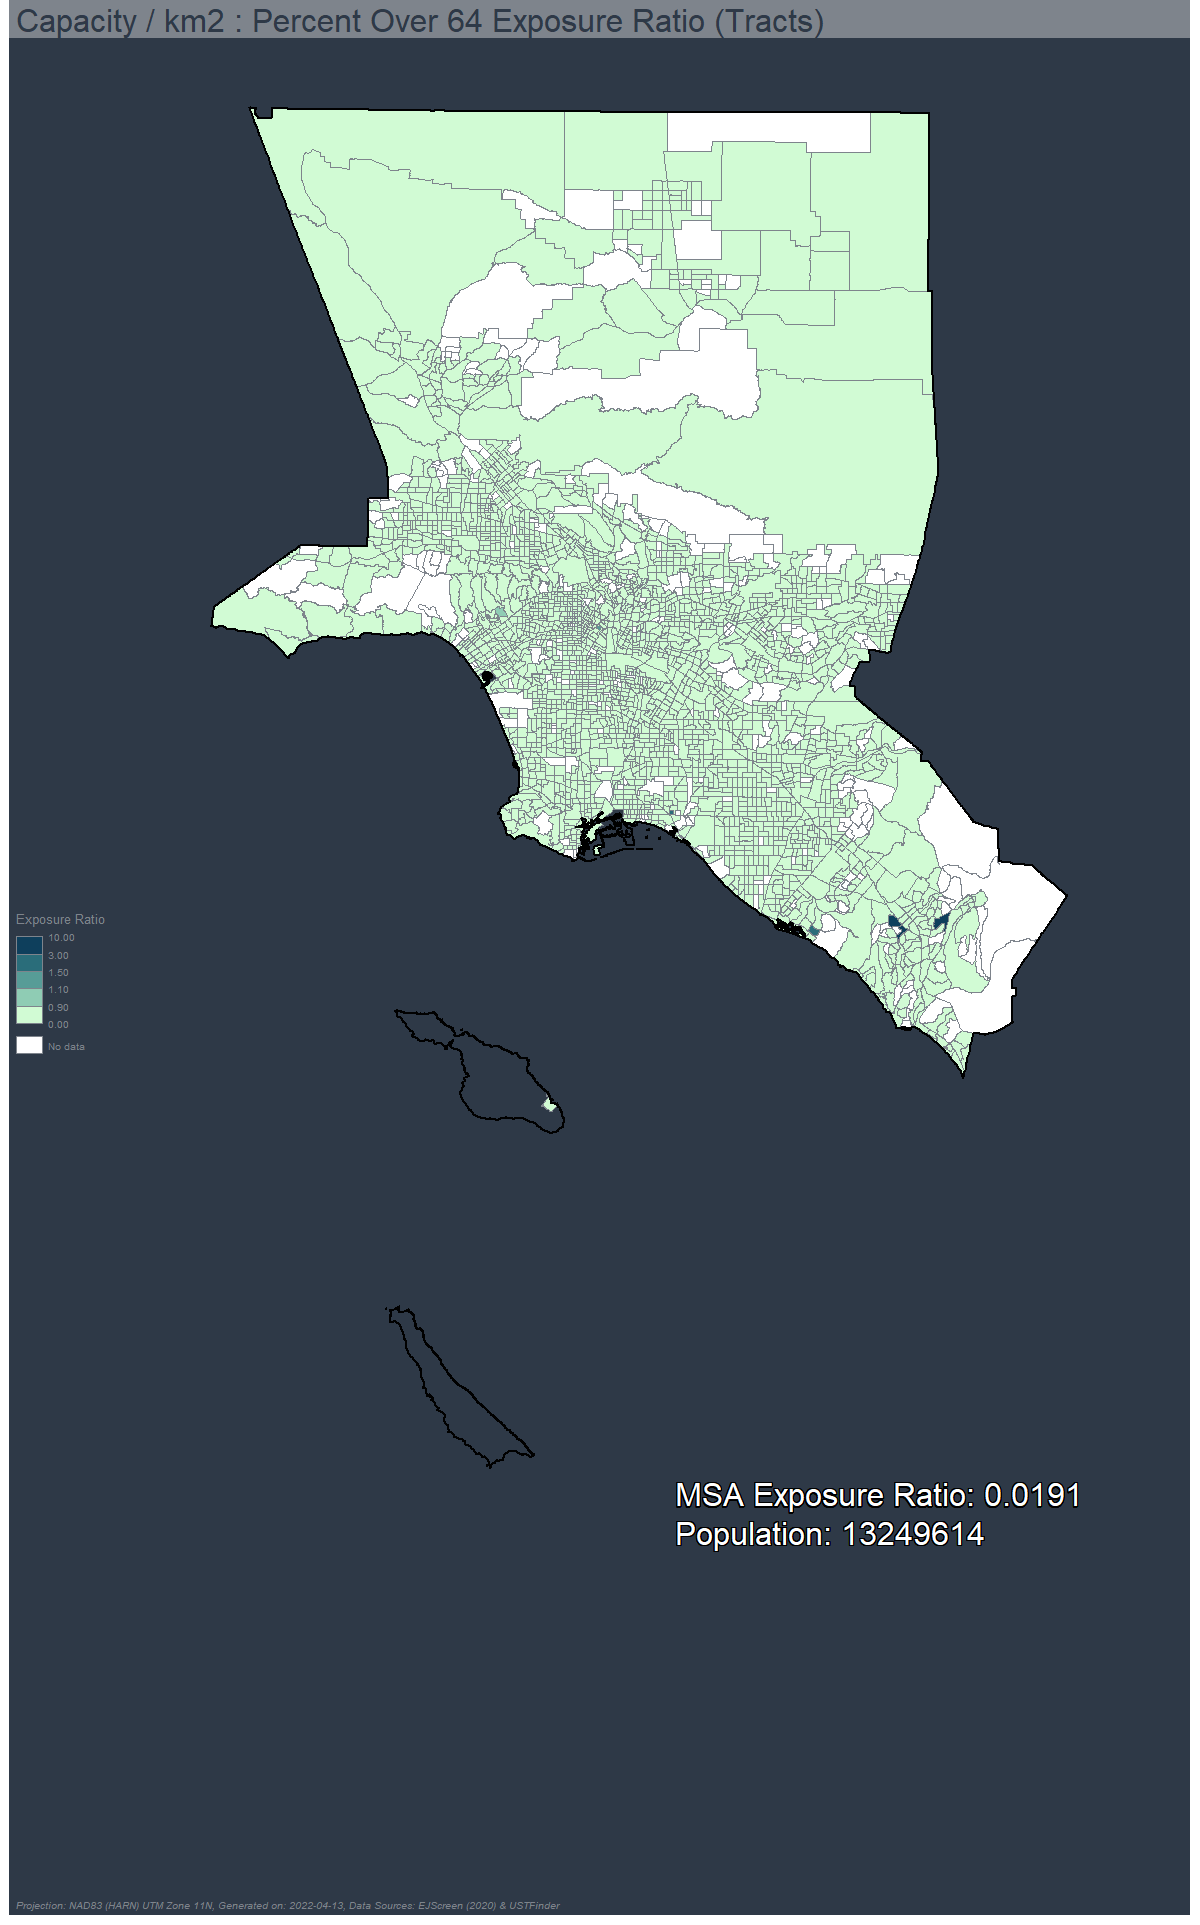 Capacity / km2 : Percent Over 64 Exposure Ratio (Tracts)
Exposure Ratio
10.00
3.00
1.50
1.10
0.90
0.00
No data
MSA Exposure Ratio: 0.0191
Population: 13249614
Projection: NAD83 (HARN) UTM Zone 11N, Generated on: 2022-04-13, Data Sources: EJScreen (2020) & USTFinder